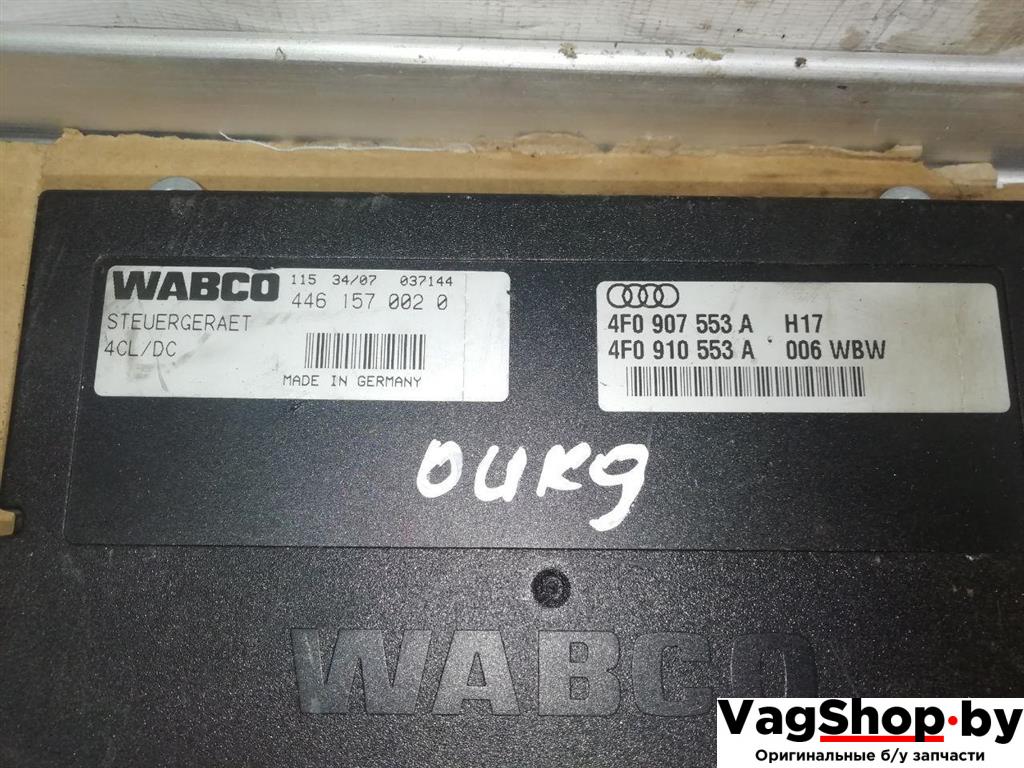 WABCO 115 34/07 037144
446 157 002 0
STEUERGERAET
4CL/DC
MADE IN GERMANY
4F0 907 553 A H17
4F0 910 553 A 006 WBW
WABCO
VagShop.by
Оригинальные б/у запчасти